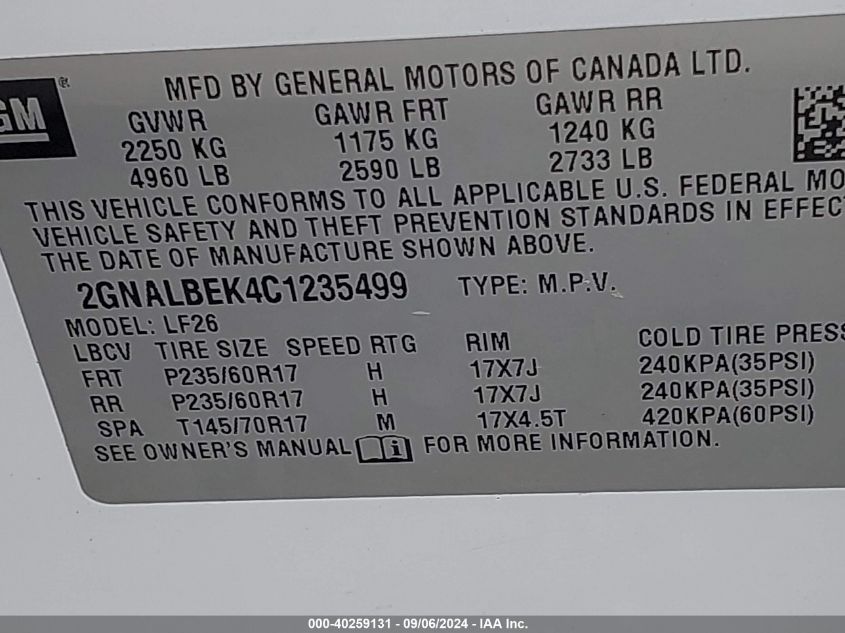 GM ®
MFD BY GENERAL MOTORS OF CANADA LTD.
GVWR GAWR FRT GAWR RR
2250 KG 1175 KG 1240 KG
4960 LB 2590 LB 2733 LB
THIS VEHICLE CONFORMS TO ALL APPLICABLE U.S. FEDERAL MO
VEHICLE SAFETY AND THEFT PREVENTION STANDARDS IN EFFEC
THE DATE OF MANUFACTURE SHOWN ABOVE.
2GNALBEK4C1235499 TYPE: M.P.V.
MODEL: LF26
LBCV TIRE SIZE SPEED RTG RIM COLD TIRE PRESS
FRT P235/60R17 H 17X7J 240KPA(35PSI)
RR P235/60R17 H 17X7J 240KPA(35PSI)
SPA T145/70R17 M 17X4.5T 420KPA(60PSI)
SEE OWNER'S MANUAL i FOR MORE INFORMATION.
000-40259131 - 09/06/2024 - IAA Inc.